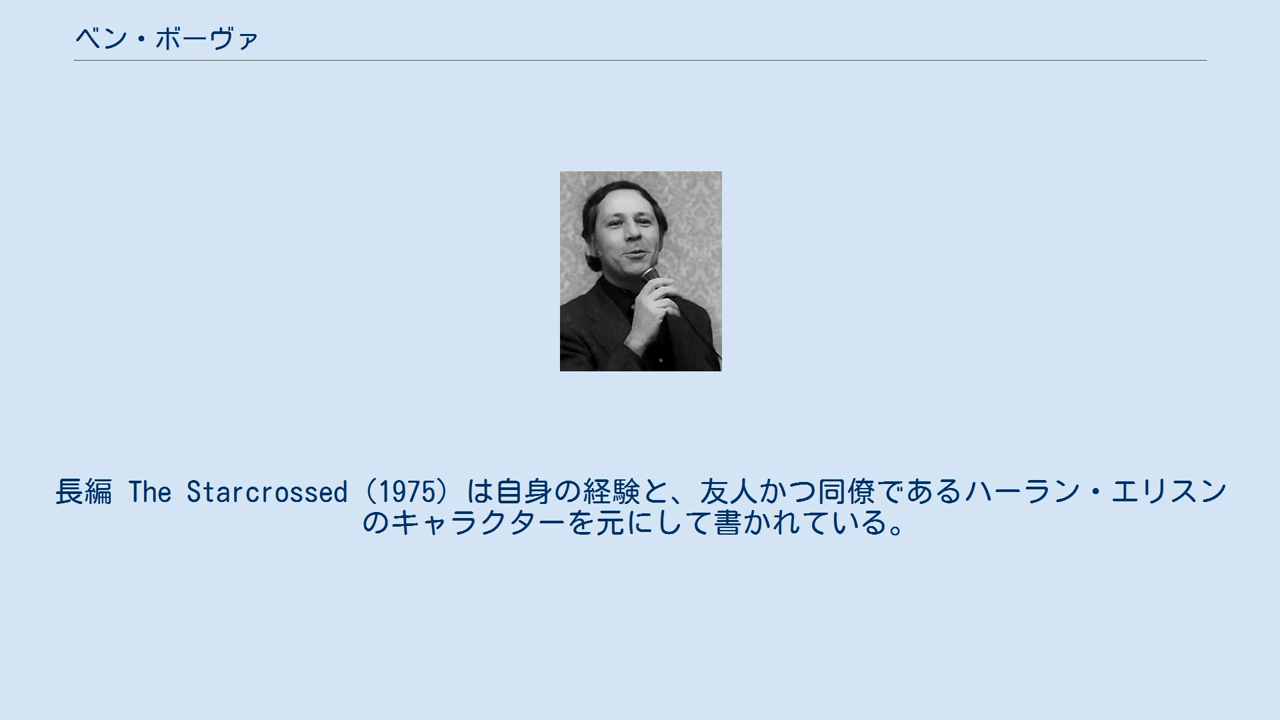 ベン・ボーヴァ
長編 The Starcrossed（1975）は自身の経験と、友人かつ同僚であるハーラン・エリスン
のキャラクターを元にして書かれている。